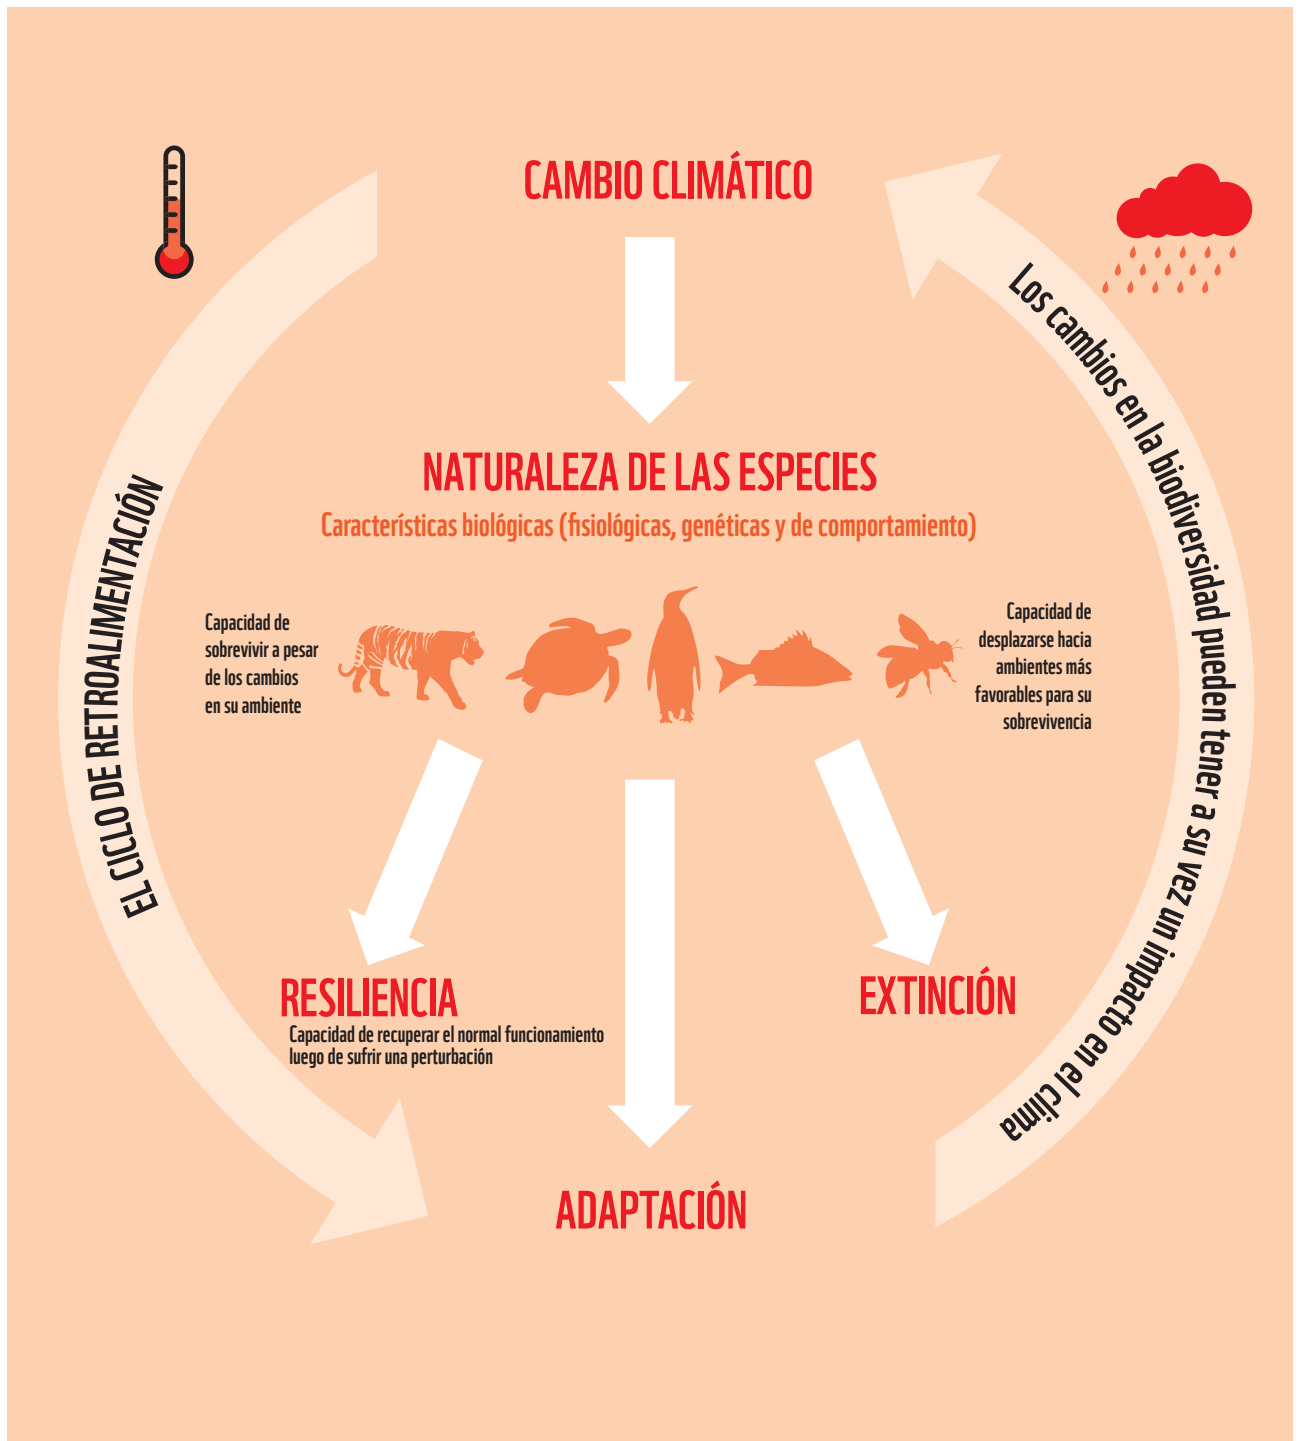 CAMBIO CLIMÁTICO
NATURALEZA DE LAS ESPECIES
Características biológicas (fisiológicas, genéticas y de comportamiento)
Capacidad de
sobrevivir a pesar
de los cambios
en su ambiente
Capacidad de
desplazarse hacia
ambientes más
favorables para su
sobrevivencia
RESILIENCIA
Capacidad de recuperar el normal funcionamiento
luego de sufrir una perturbación
EXTINCIÓN
ADAPTACIÓN
EL CICLO DE RETROALIMENTACIÓN
Los cambios en la biodiversidad pueden tener a su vez un impacto en el clima